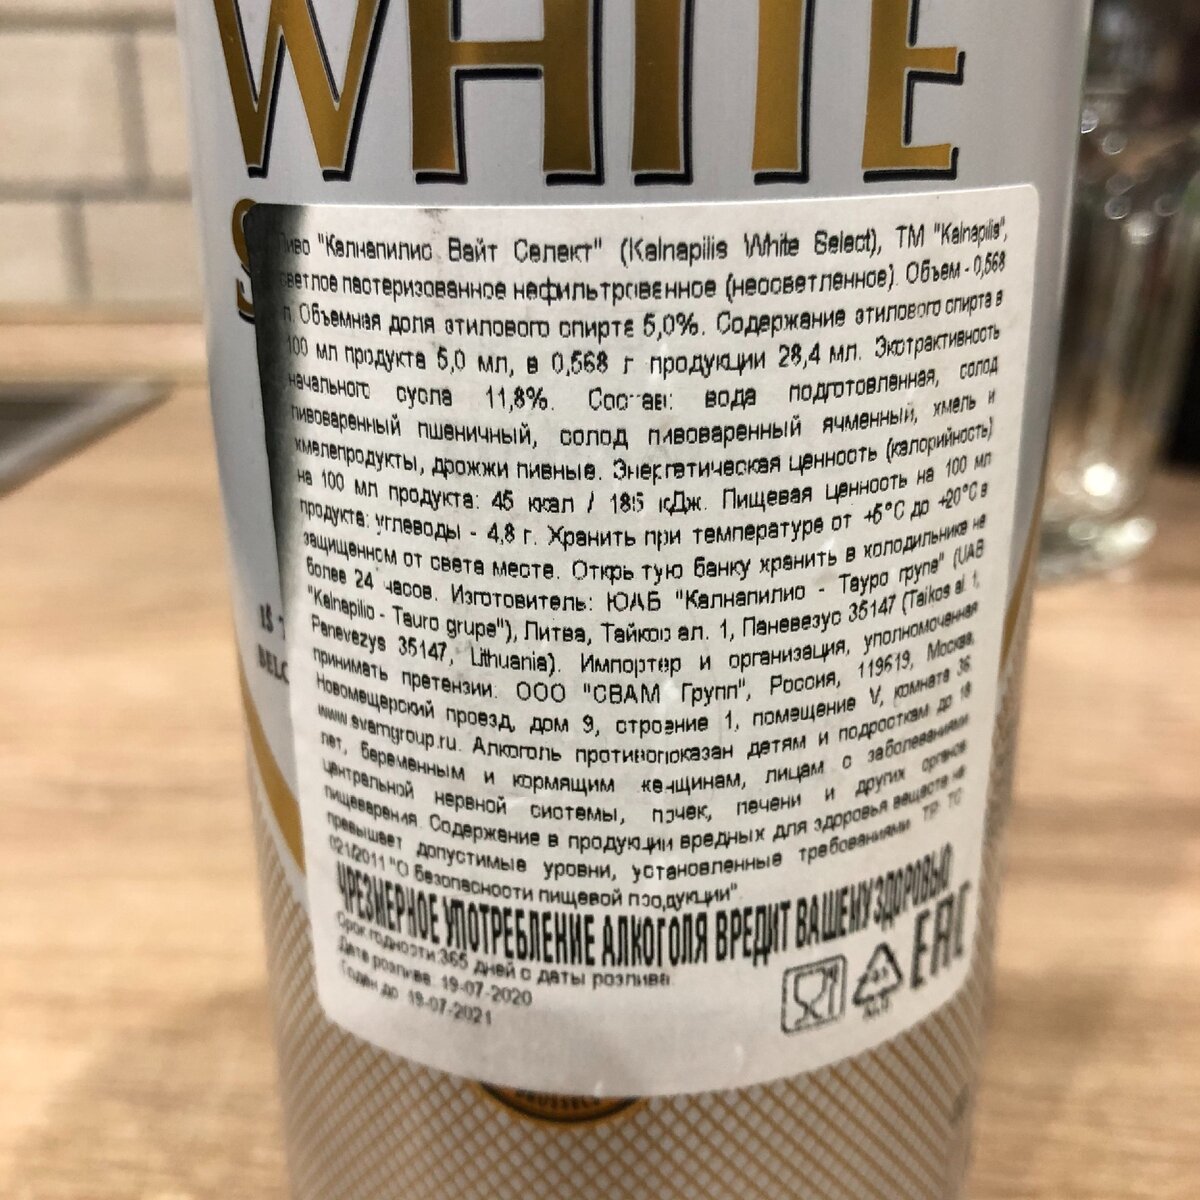 WHITE
S
Пиво "Калнапилис Вайт Селект" (Kalnapilis White Select), ТМ "Kalnapilis",
светлое пастеризованное нефильтрованное (неосветленное). Объем - 0,568
л. Объемная доля этилового спирта 5,0%. Содержание этилового спирта в
100 мл продукта 5,0 мл, в 0,568 г продукции 28,4 мл. Экстрактивность
начального сусла 11,8%. Состав: вода подготовленная, солод
пивоваренный пшеничный, солод пивоваренный ячменный, хмель и
хмелепродукты, дрожжи пивные. Энергетическая ценность (калорийность)
на 100 мл продукта: 45 ккал / 185 кДж. Пищевая ценность на 100 мл
продукта: углеводы - 4,8 г. Хранить при температуре от +5°С до +20°С в
защищенном от света месте. Открытую банку хранить в холодильнике не
более 24 часов. Изготовитель: ЮАБ "Калнапилио - Тауро групе" (UAB
"Kalnapilio - Tauro grupe"), Литва, Тайкос ал. 1, Паневезус 35147 (Taikos al. 1,
Panevezys 35147, Lithuania). Импортер и организация, уполномоченная
принимать претензии: ООО "СВАМ Групп", Россия, 119619, Москва,
Новомещерский проезд, дом 9, строение 1, помещение V, комната 36
www.svamgroup.ru. Алкоголь противопоказан детям и подросткам до 18
лет, беременным и кормящим женщинам, лицам с заболеваниями
центральной нервной системы, почек, печени и других органов
пищеварения. Содержание в продукции вредных для здоровья веществ не
превышает допустимые уровни, установленные требованиями ТР ТС
021/2011 "О безопасности пищевой продукции".
ЧРЕЗМЕРНОЕ УПОТРЕБЛЕНИЕ АЛКОГОЛЯ ВРЕДИТ ВАШЕМУ ЗДОРОВЬЮ
Срок годности 365 дней с даты розлива.
Дата розлива: 19-07-2020
Годен до: 19-07-2021
EAC